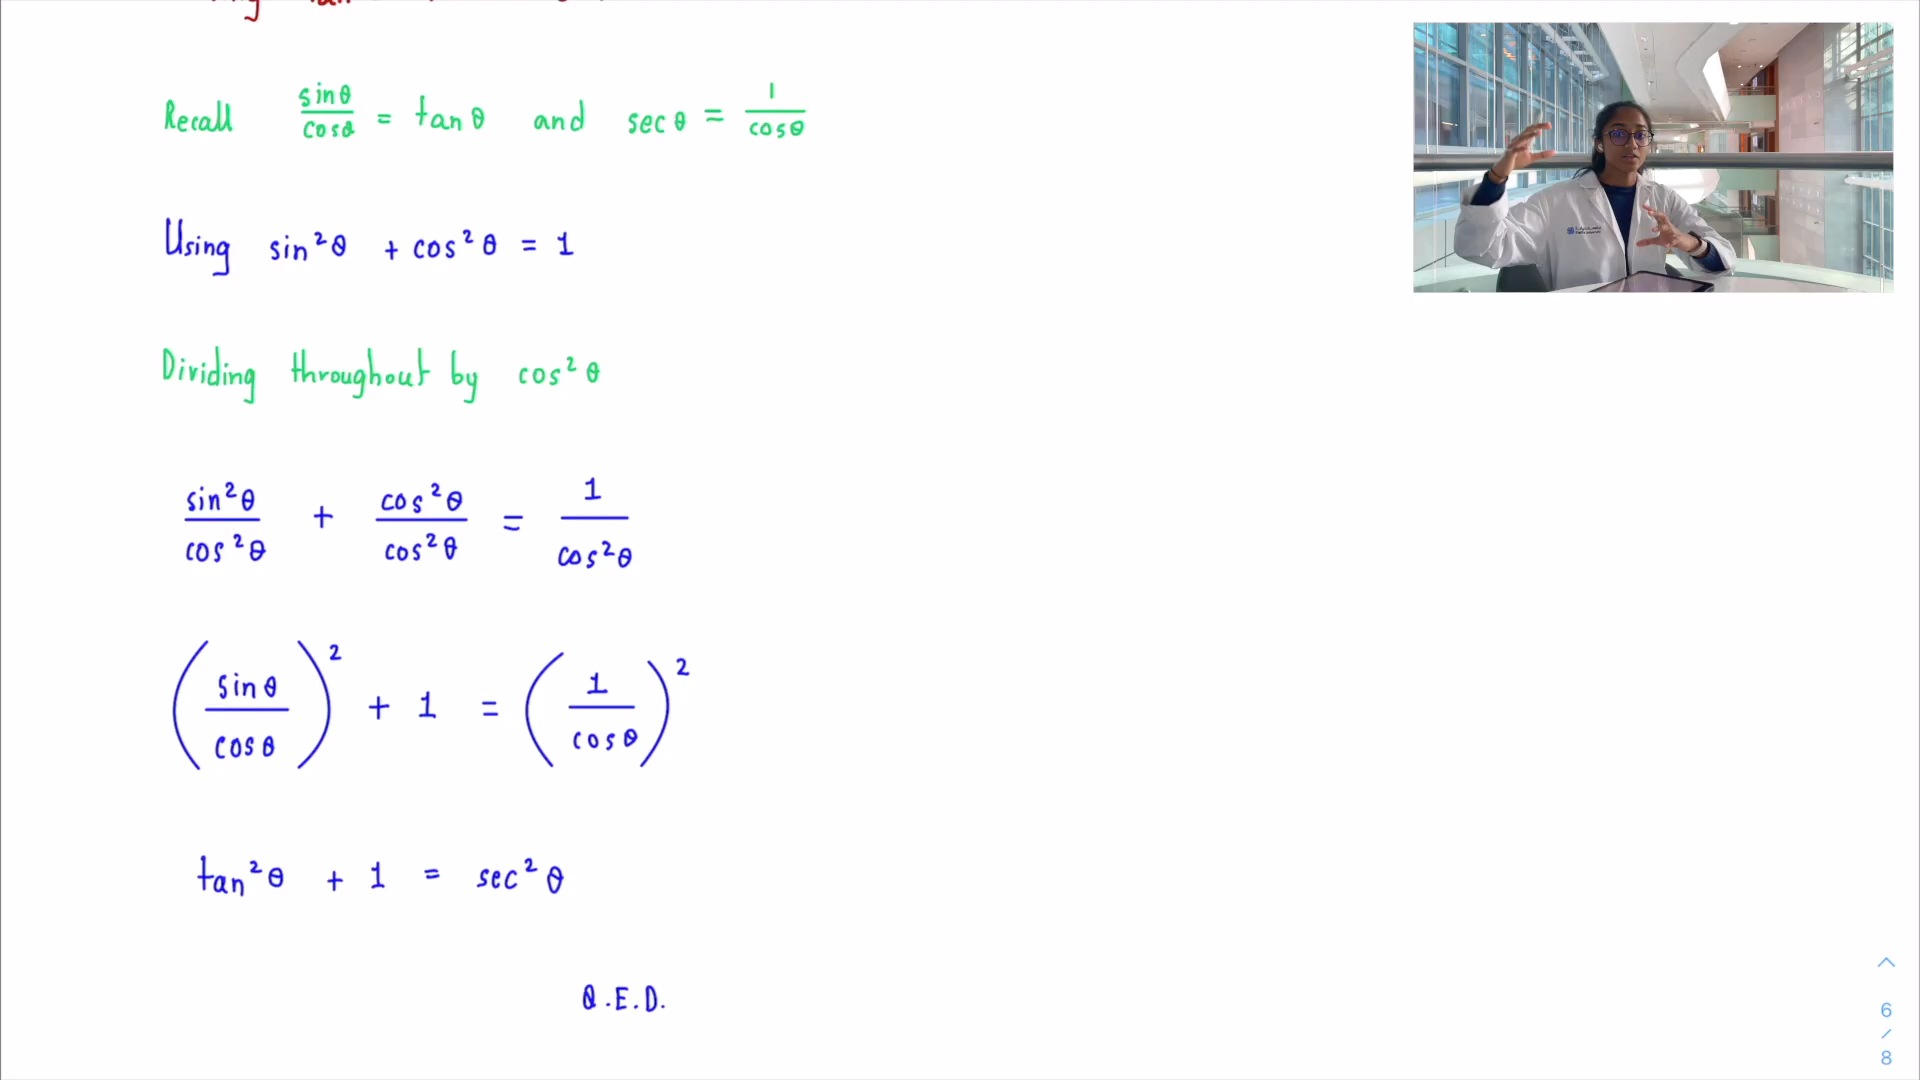 Recall sinθ/cosθ = tanθ and secθ = 1/cosθ
Using sin²θ + cos²θ = 1
Dividing throughout by cos²θ
sin²θ/cos²θ + cos²θ/cos²θ = 1/cos²θ
(sinθ/cosθ)² + 1 = (1/cosθ)²
tan²θ + 1 = sec²θ
Q.E.D.
6
/
8